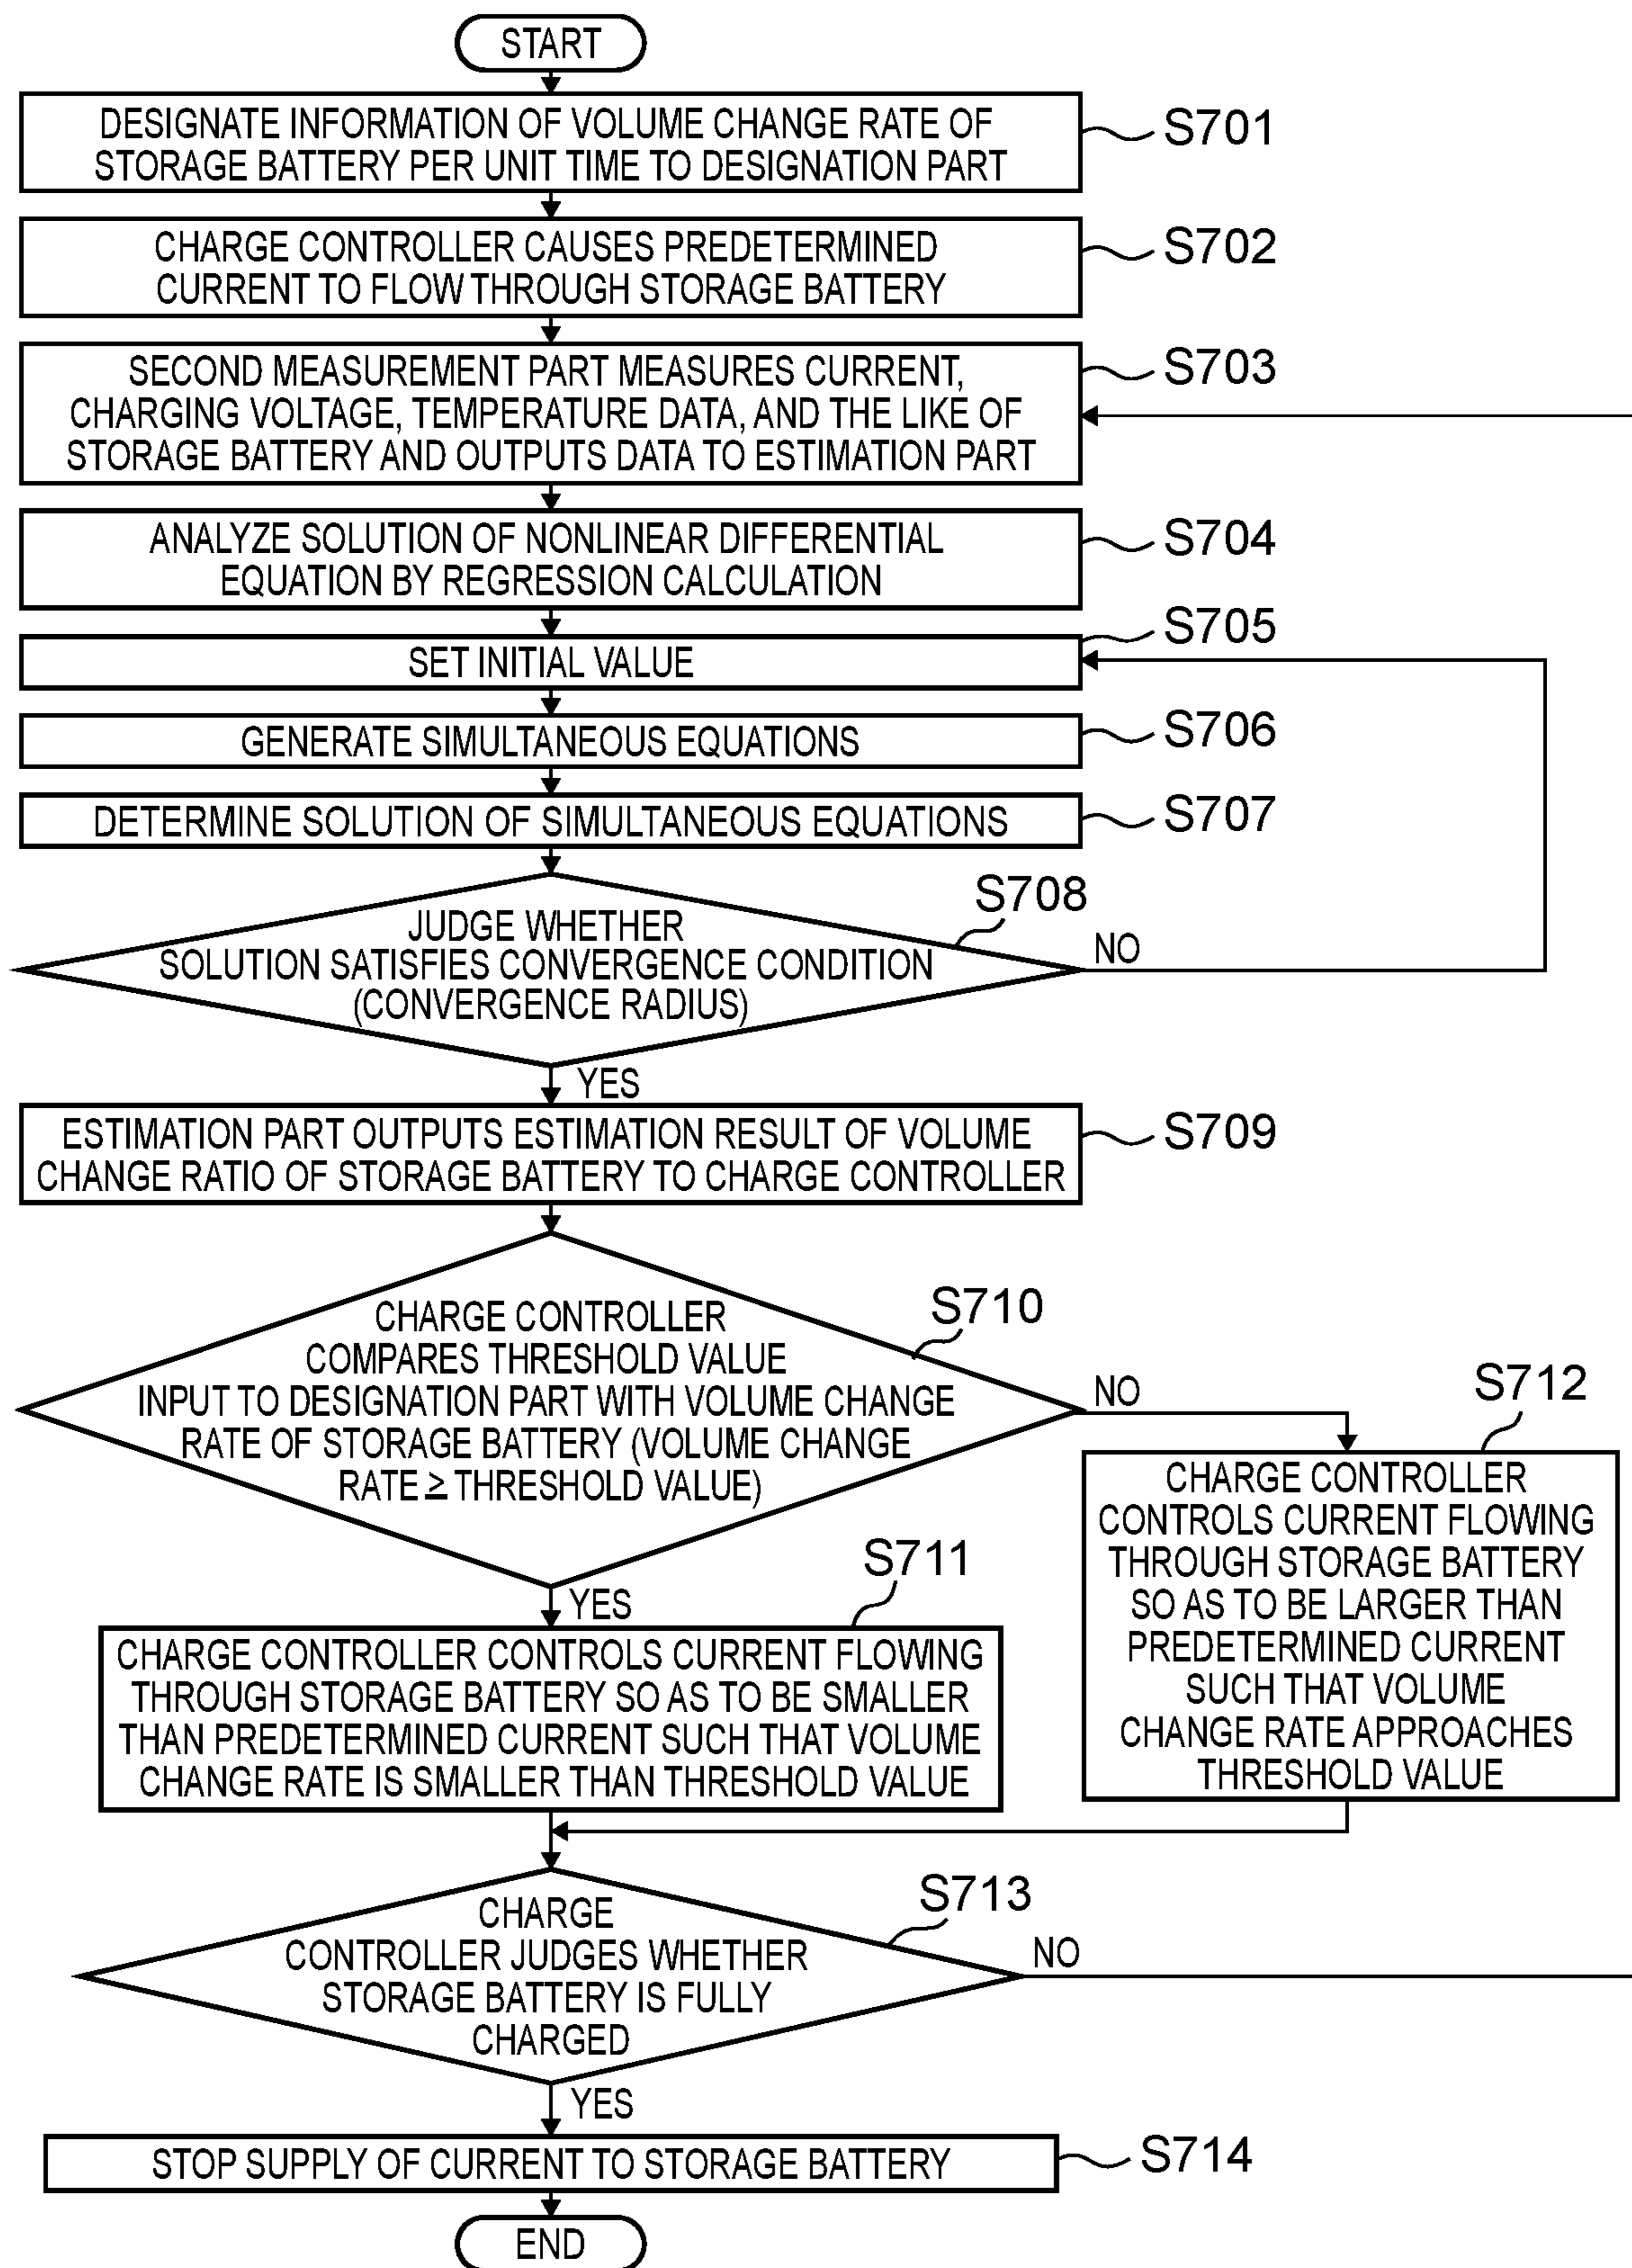 START
DESIGNATE INFORMATION OF VOLUME CHANGE RATE OF
STORAGE BATTERY PER UNIT TIME TO DESIGNATION PART
S701
CHARGE CONTROLLER CAUSES PREDETERMINED
CURRENT TO FLOW THROUGH STORAGE BATTERY
S702
SECOND MEASUREMENT PART MEASURES CURRENT,
CHARGING VOLTAGE, TEMPERATURE DATA, AND THE LIKE OF
STORAGE BATTERY AND OUTPUTS DATA TO ESTIMATION PART
S703
ANALYZE SOLUTION OF NONLINEAR DIFFERENTIAL
EQUATION BY REGRESSION CALCULATION
S704
SET INITIAL VALUE
S705
GENERATE SIMULTANEOUS EQUATIONS
S706
DETERMINE SOLUTION OF SIMULTANEOUS EQUATIONS
S707
JUDGE WHETHER
SOLUTION SATISFIES CONVERGENCE CONDITION
(CONVERGENCE RADIUS)
S708
NO
YES
ESTIMATION PART OUTPUTS ESTIMATION RESULT OF VOLUME
CHANGE RATIO OF STORAGE BATTERY TO CHARGE CONTROLLER
S709
CHARGE CONTROLLER
COMPARES THRESHOLD VALUE
INPUT TO DESIGNATION PART WITH VOLUME CHANGE
RATE OF STORAGE BATTERY (VOLUME CHANGE
RATE ≥ THRESHOLD VALUE)
S710
NO
YES
S711
CHARGE CONTROLLER CONTROLS CURRENT FLOWING
THROUGH STORAGE BATTERY SO AS TO BE SMALLER
THAN PREDETERMINED CURRENT SUCH THAT VOLUME
CHANGE RATE IS SMALLER THAN THRESHOLD VALUE
S712
CHARGE CONTROLLER
CONTROLS CURRENT FLOWING
THROUGH STORAGE BATTERY
SO AS TO BE LARGER THAN
PREDETERMINED CURRENT
SUCH THAT VOLUME
CHANGE RATE APPROACHES
THRESHOLD VALUE
CHARGE
CONTROLLER JUDGES WHETHER
STORAGE BATTERY IS FULLY
CHARGED
S713
NO
YES
STOP SUPPLY OF CURRENT TO STORAGE BATTERY
S714
END